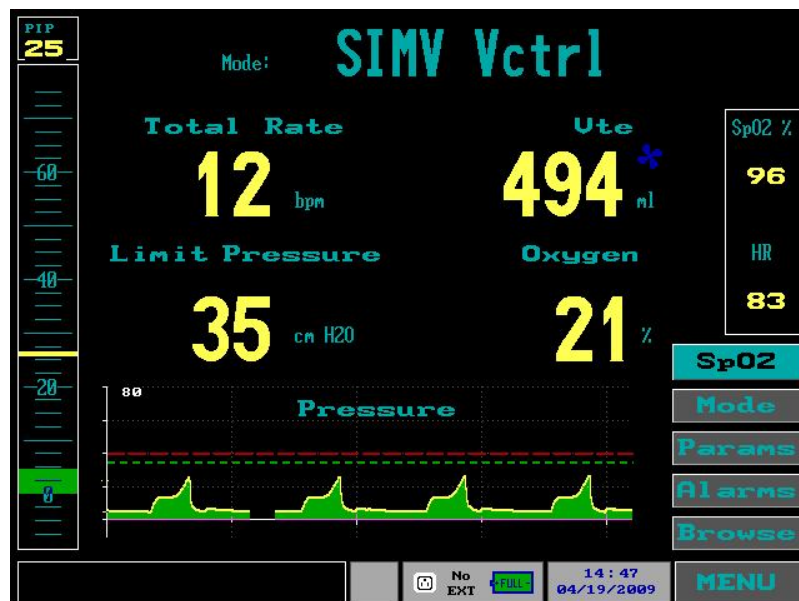 PIP
25
Mode: SIMV Vctrl
Total Rate
12 bpm
Vte
494 ml
Limit Pressure
35 cm H2O
Oxygen
21 %
SpO2 %
96
HR
83
60
40
20
0
80
Pressure
SpO2
Mode
Params
Alarms
Browse
MENU
No
EXT
FULL
14:47
04/19/2009